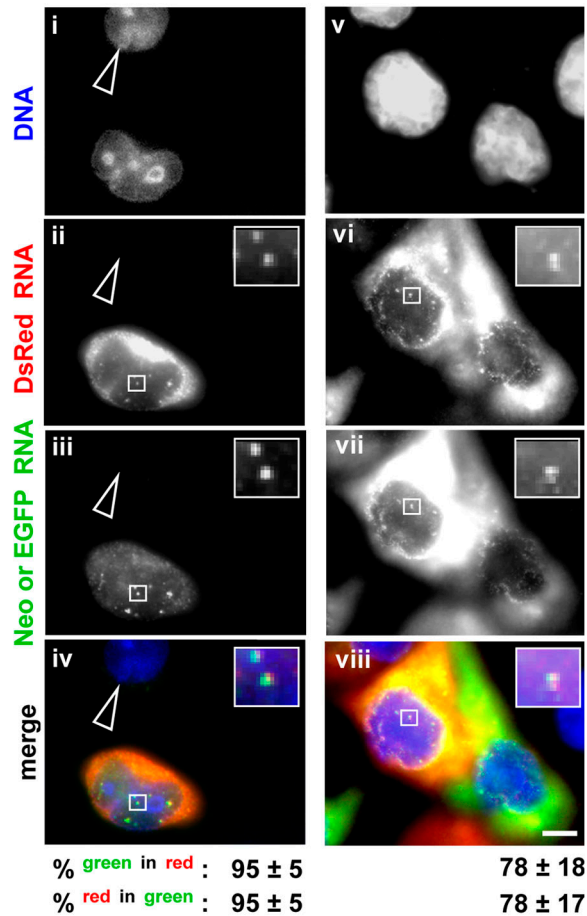 i
v
DNA
ii
vi
DsRed RNA
iii
vii
Neo or EGFP RNA
iv
viii
merge
% green in red : 95 ± 5 78 ± 18
% red in green : 95 ± 5 78 ± 17